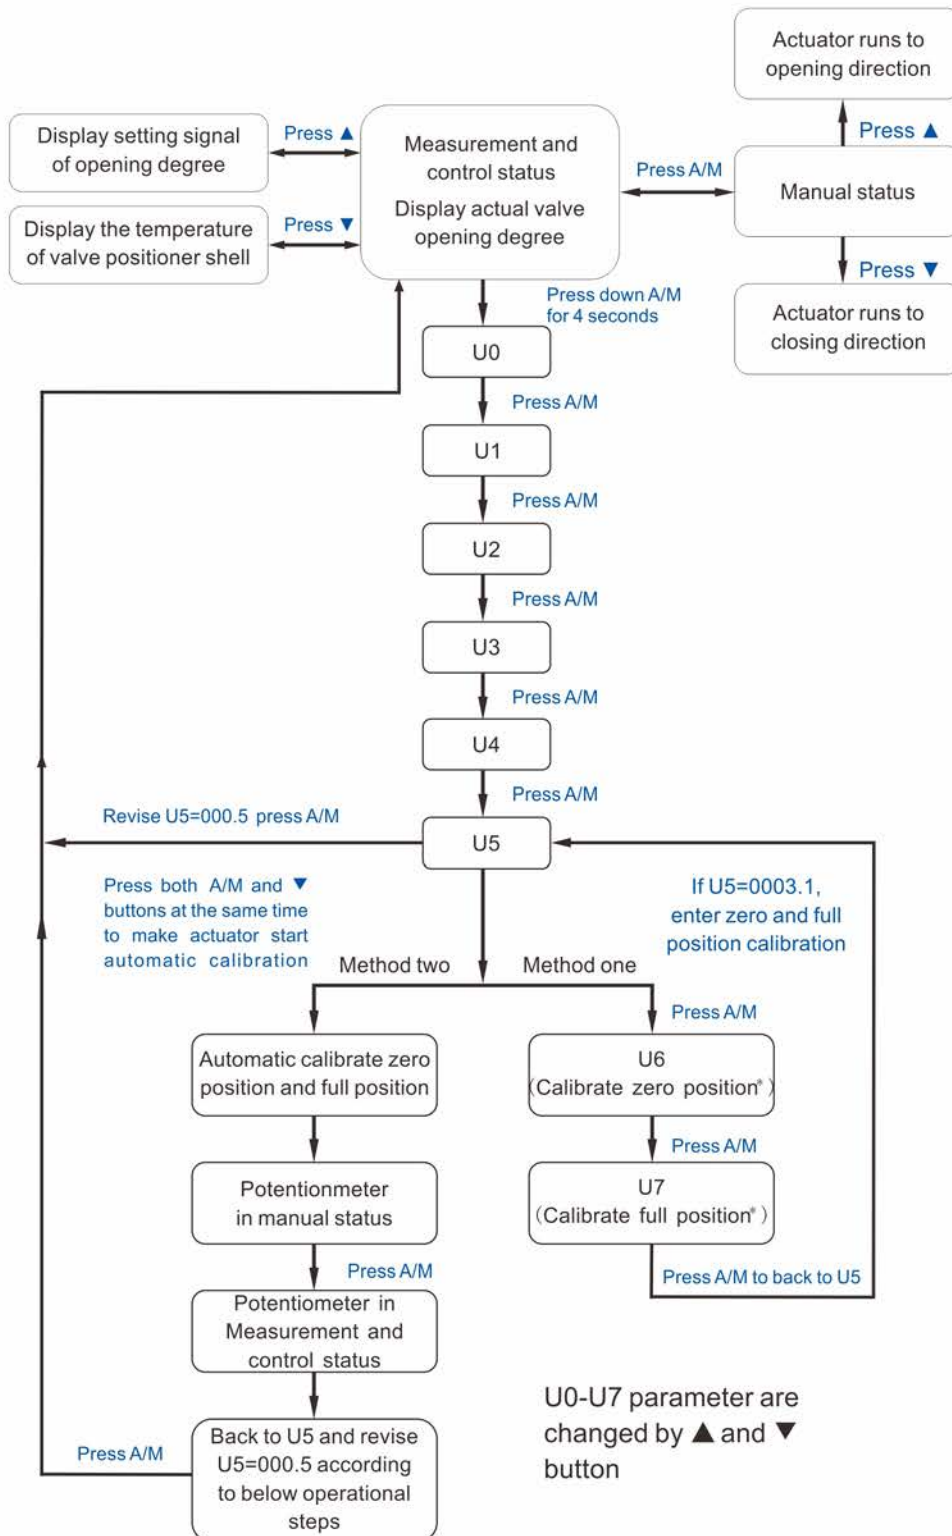 Actuator runs to
opening direction
Press ▲
Display setting signal
of opening degree
Press ▲
Measurement and
control status
Display actual valve
opening degree
Press A/M
Manual status
Press ▼
Display the temperature
of valve positioner shell
Press ▼
Actuator runs to
closing direction
Press down A/M
for 4 seconds
U0
Press A/M
U1
Press A/M
U2
Press A/M
U3
Press A/M
U4
Press A/M
Revise U5=000.5 press A/M
U5
Press both A/M and ▼
buttons at the same time
to make actuator start
automatic calibration
If U5=0003.1,
enter zero and full
position calibration
Method two
Method one
Press A/M
Automatic calibrate zero
position and full position
U6
(Calibrate zero position*)
Press A/M
Potentionmeter
in manual status
U7
(Calibrate full position*)
Press A/M
Press A/M to back to U5
Potentiometer in
Measurement and
control status
Press A/M
Back to U5 and revise
U5=000.5 according
to below operational
steps
U0-U7 parameter are
changed by ▲ and ▼
button